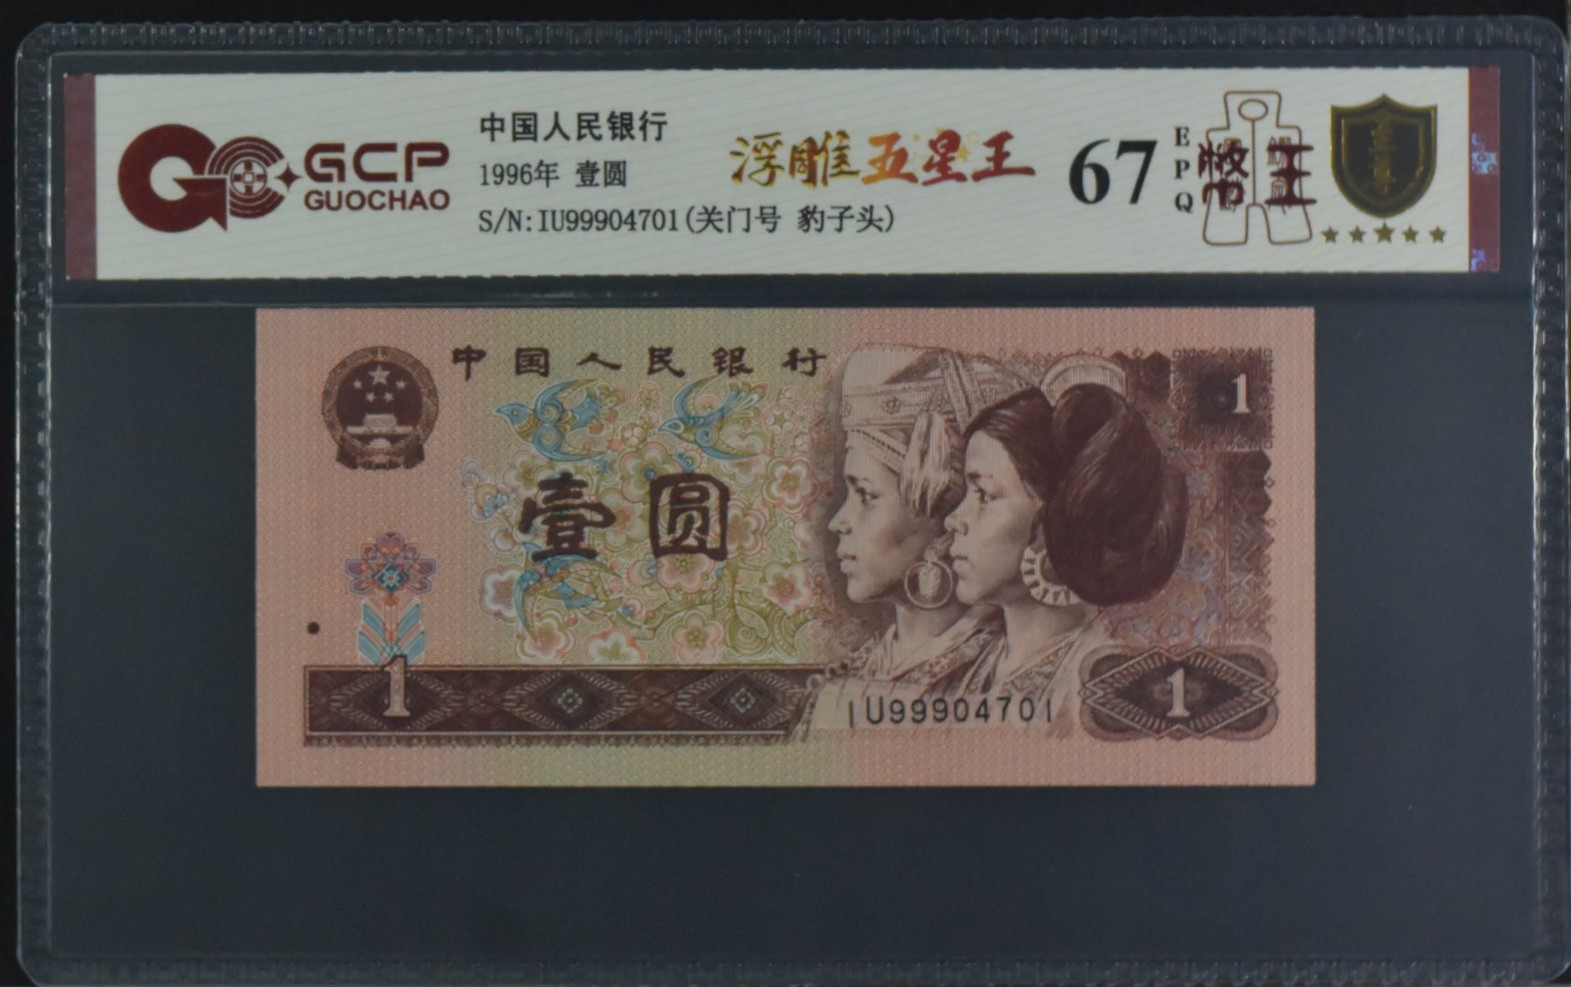 GCP
GUOCHAO
中国人民银行
1996年 壹圆
S/N:IU99904701(关门号 豹子头)
浮雕五星王
67
EPQ
中国人民银行
1
壹圆
1
IU99904701
1